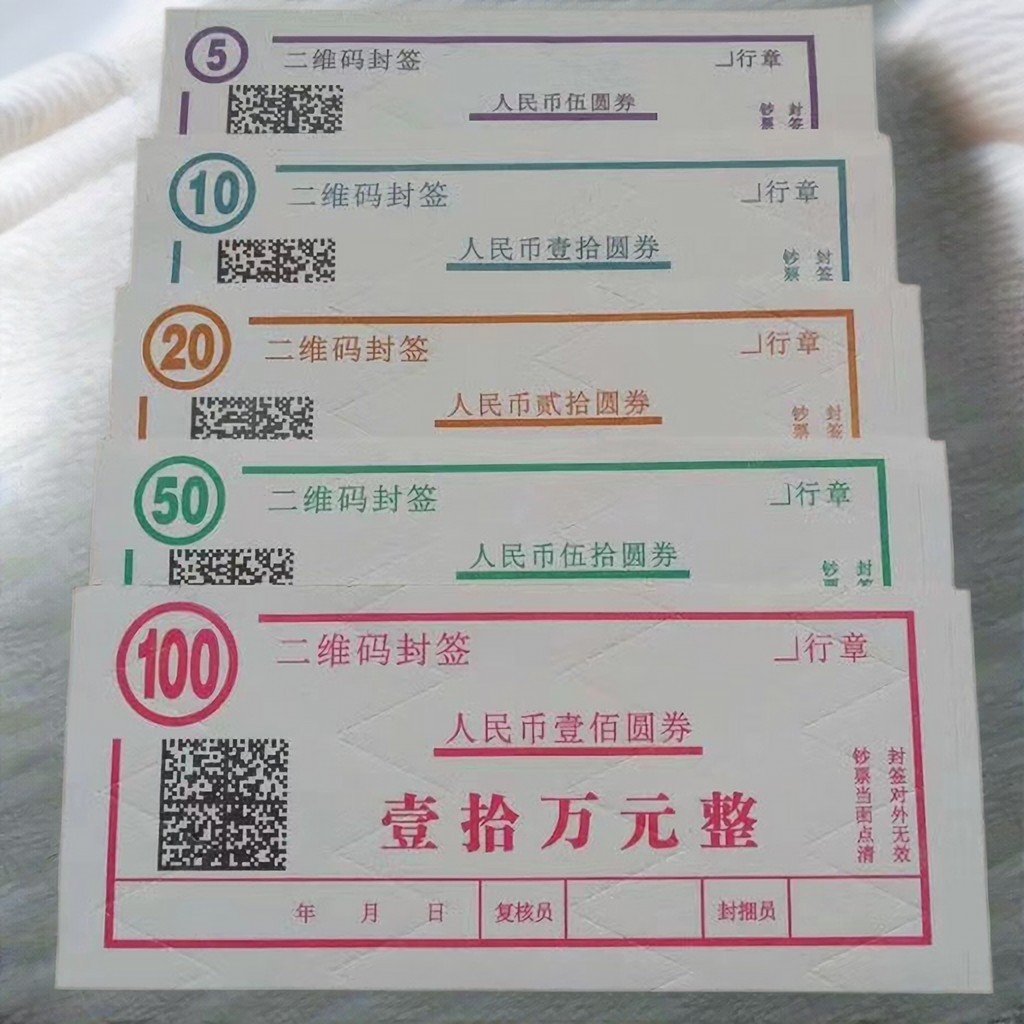 5
二维码封签
行章
人民币伍圆券
钞票
封签
10
二维码封签
行章
人民币壹拾圆券
钞票
封签
20
二维码封签
行章
人民币贰拾圆券
钞票
封签
50
二维码封签
行章
人民币伍拾圆券
钞票
封签
100
二维码封签
行章
人民币壹佰圆券
壹拾万元整
封签对外无效
钞票当面点清
年 月 日 复核员 封捆员